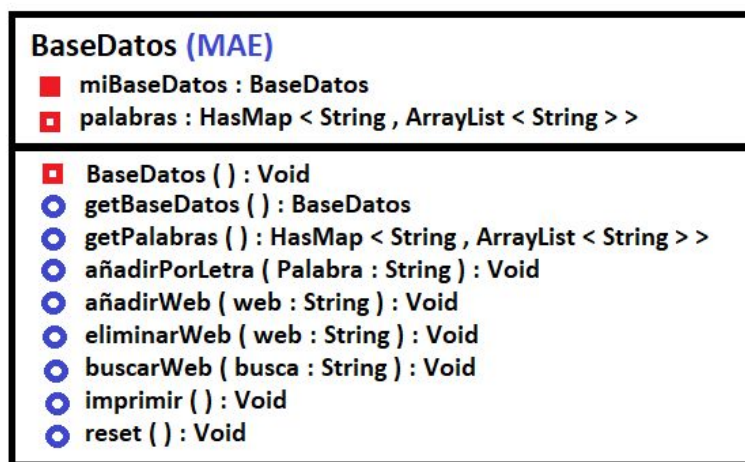 BaseDatos (MAE)
miBaseDatos : BaseDatos
palabras : HasMap < String , ArrayList < String > >
BaseDatos ( ) : Void
getBaseDatos ( ) : BaseDatos
getPalabras ( ) : HasMap < String , ArrayList < String > >
añadirPorLetra ( Palabra : String ) : Void
añadirWeb ( web : String ) : Void
eliminarWeb ( web : String ) : Void
buscarWeb ( busca : String ) : Void
imprimir ( ) : Void
reset ( ) : Void